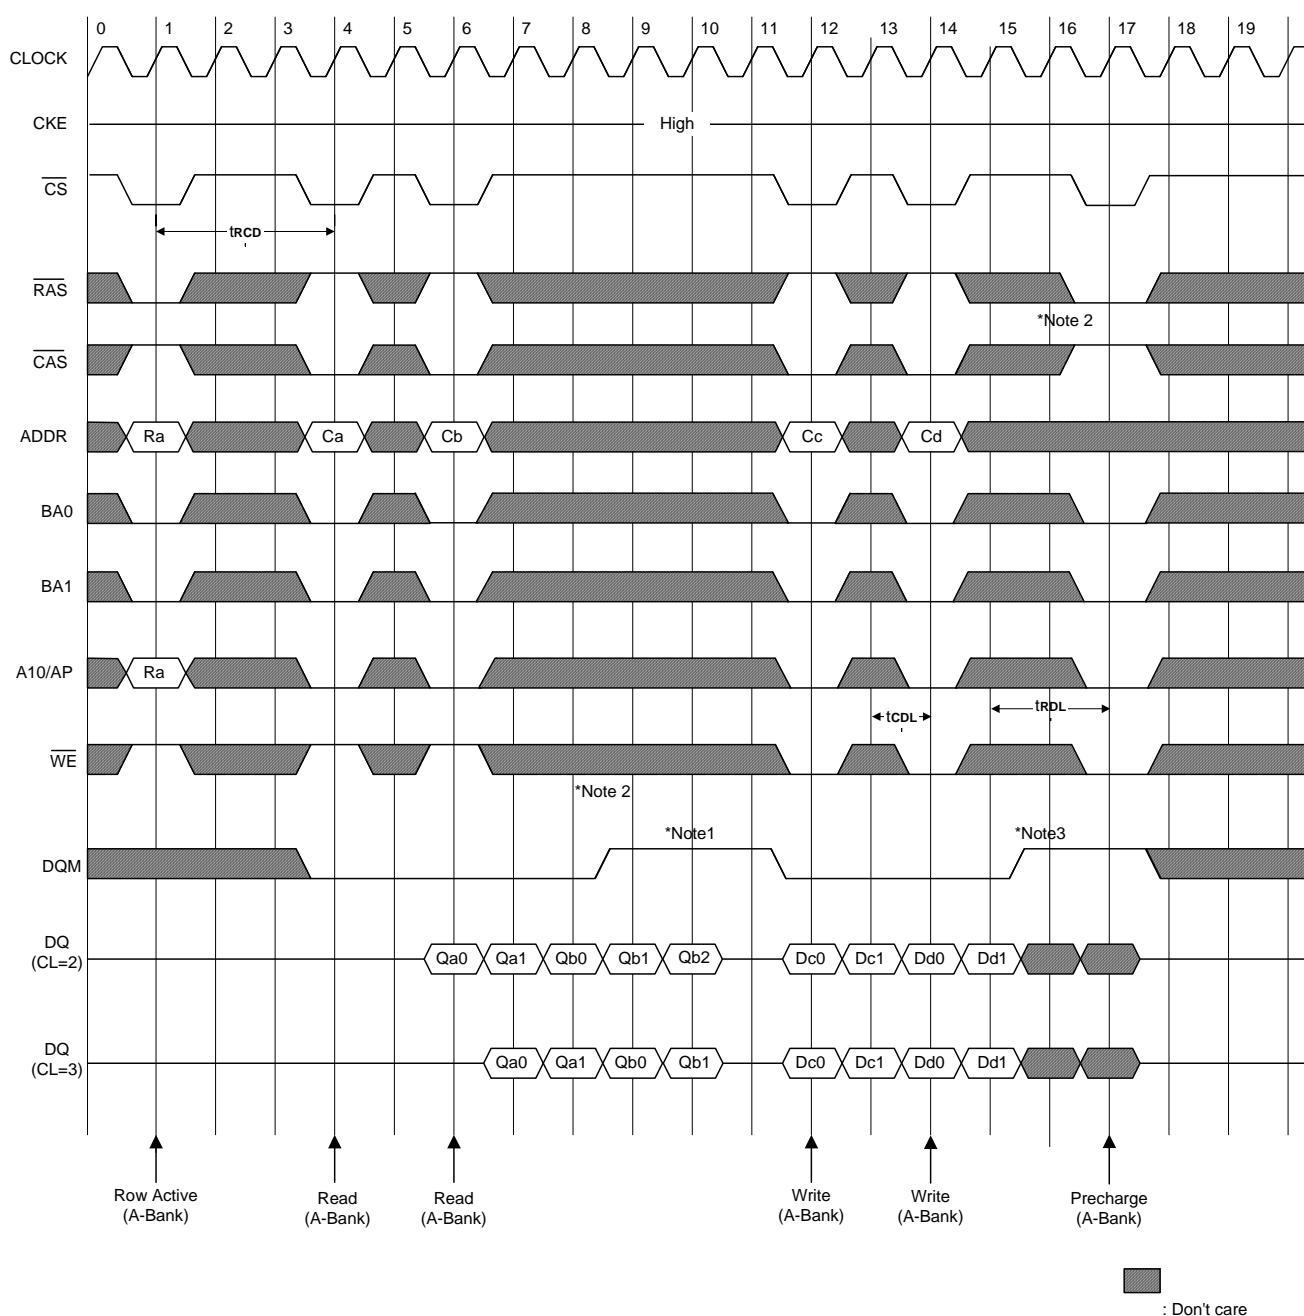 0 1 2 3 4 5 6 7 8 9 10 11 12 13 14 15 16 17 18 19
CLOCK
CKE High
CS
tRCD
RAS
*Note 2
CAS
ADDR Ra Ca Cb Cc Cd
BA0
BA1
A10/AP Ra
tCDL tRDL
WE
*Note 2
*Note1 *Note3
DQM
DQ
(CL=2) Qa0 Qa1 Qb0 Qb1 Qb2 Dc0 Dc1 Dd0 Dd1
DQ
(CL=3) Qa0 Qa1 Qb0 Qb1 Dc0 Dc1 Dd0 Dd1
Row Active Read Read Write Write Precharge
(A-Bank) (A-Bank) (A-Bank) (A-Bank) (A-Bank) (A-Bank)
: Don't care